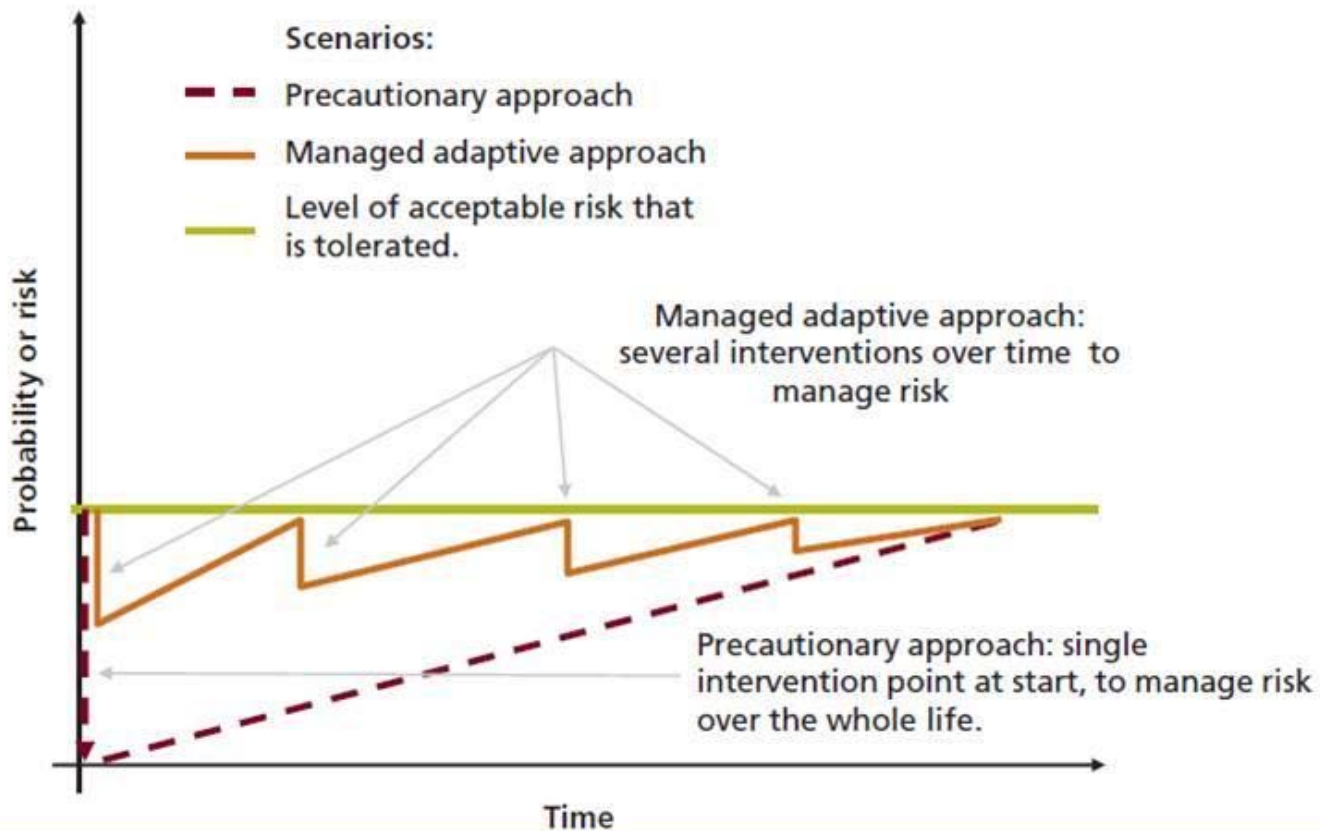 Scenarios:
Precautionary approach
Managed adaptive approach
Level of acceptable risk that
is tolerated.
Probability or risk
Managed adaptive approach:
several interventions over time to
manage risk
Precautionary approach: single
intervention point at start, to manage risk
over the whole life.
Time